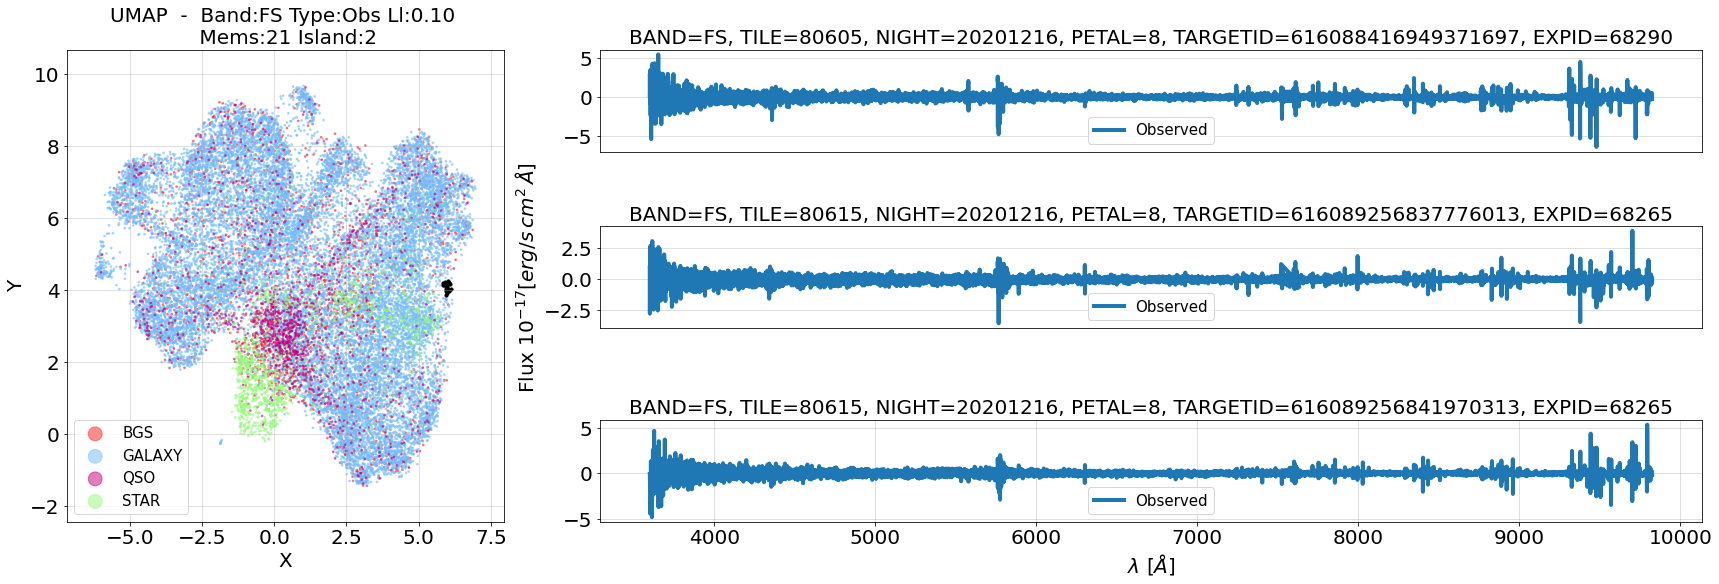 UMAP - Band:FS Type:Obs Ll:0.10
Mems:21 Island:2
Y
10
8
6
4
2
0
−2
BGS
GALAXY
QSO
STAR
−5.0 −2.5 0.0 2.5 5.0 7.5
X
Flux 10⁻¹⁷[erg/s cm² Å]
BAND=FS, TILE=80605, NIGHT=20201216, PETAL=8, TARGETID=616088416949371697, EXPID=68290
5
0
−5
Observed
BAND=FS, TILE=80615, NIGHT=20201216, PETAL=8, TARGETID=616089256837776013, EXPID=68265
2.5
0.0
−2.5
Observed
BAND=FS, TILE=80615, NIGHT=20201216, PETAL=8, TARGETID=616089256841970313, EXPID=68265
5
0
−5
Observed
4000 5000 6000 7000 8000 9000 10000
λ [Å]